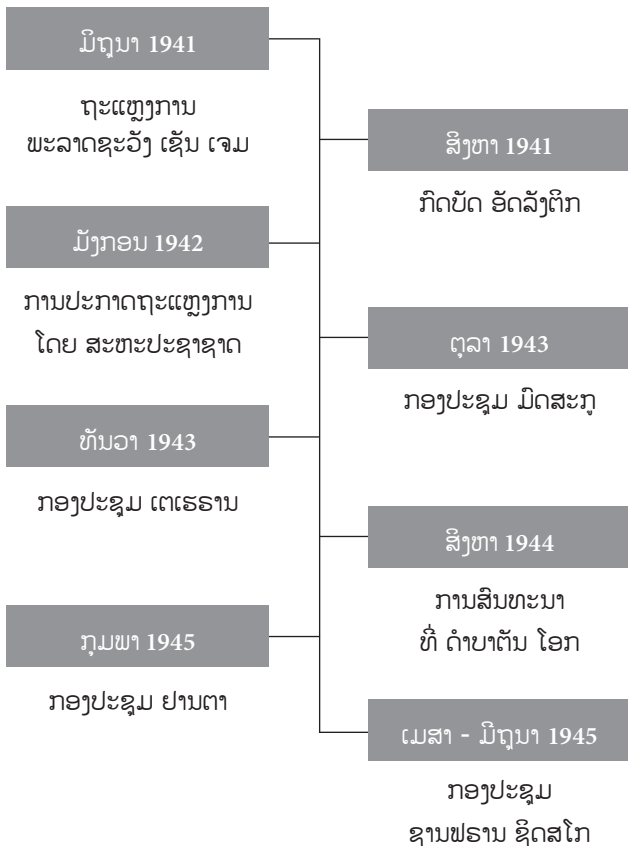 ມິຖຸນາ 1941
ຖະແຫຼງການ
ພະລາດຊະວັງ ເຊັນ ເຈມ
ສິງຫາ 1941
ກົດບັດ ອັດລັງຕິກ
ມັງກອນ 1942
ການປະກາດຖະແຫຼງການ
ໂດຍ ສະຫະປະຊາຊາດ
ຕຸລາ 1943
ກອງປະຊຸມ ມົດສະກູ
ທັນວາ 1943
ກອງປະຊຸມ ເຕເຮຣານ
ສິງຫາ 1944
ການສົນທະນາ
ທີ່ ດຳບາຕັນ ໂອກ
ກຸມພາ 1945
ກອງປະຊຸມ ຢານຕາ
ເມສາ - ມີຖຸນາ 1945
ກອງປະຊຸມ
ຊານຟຣານ ຊິດສໂກ